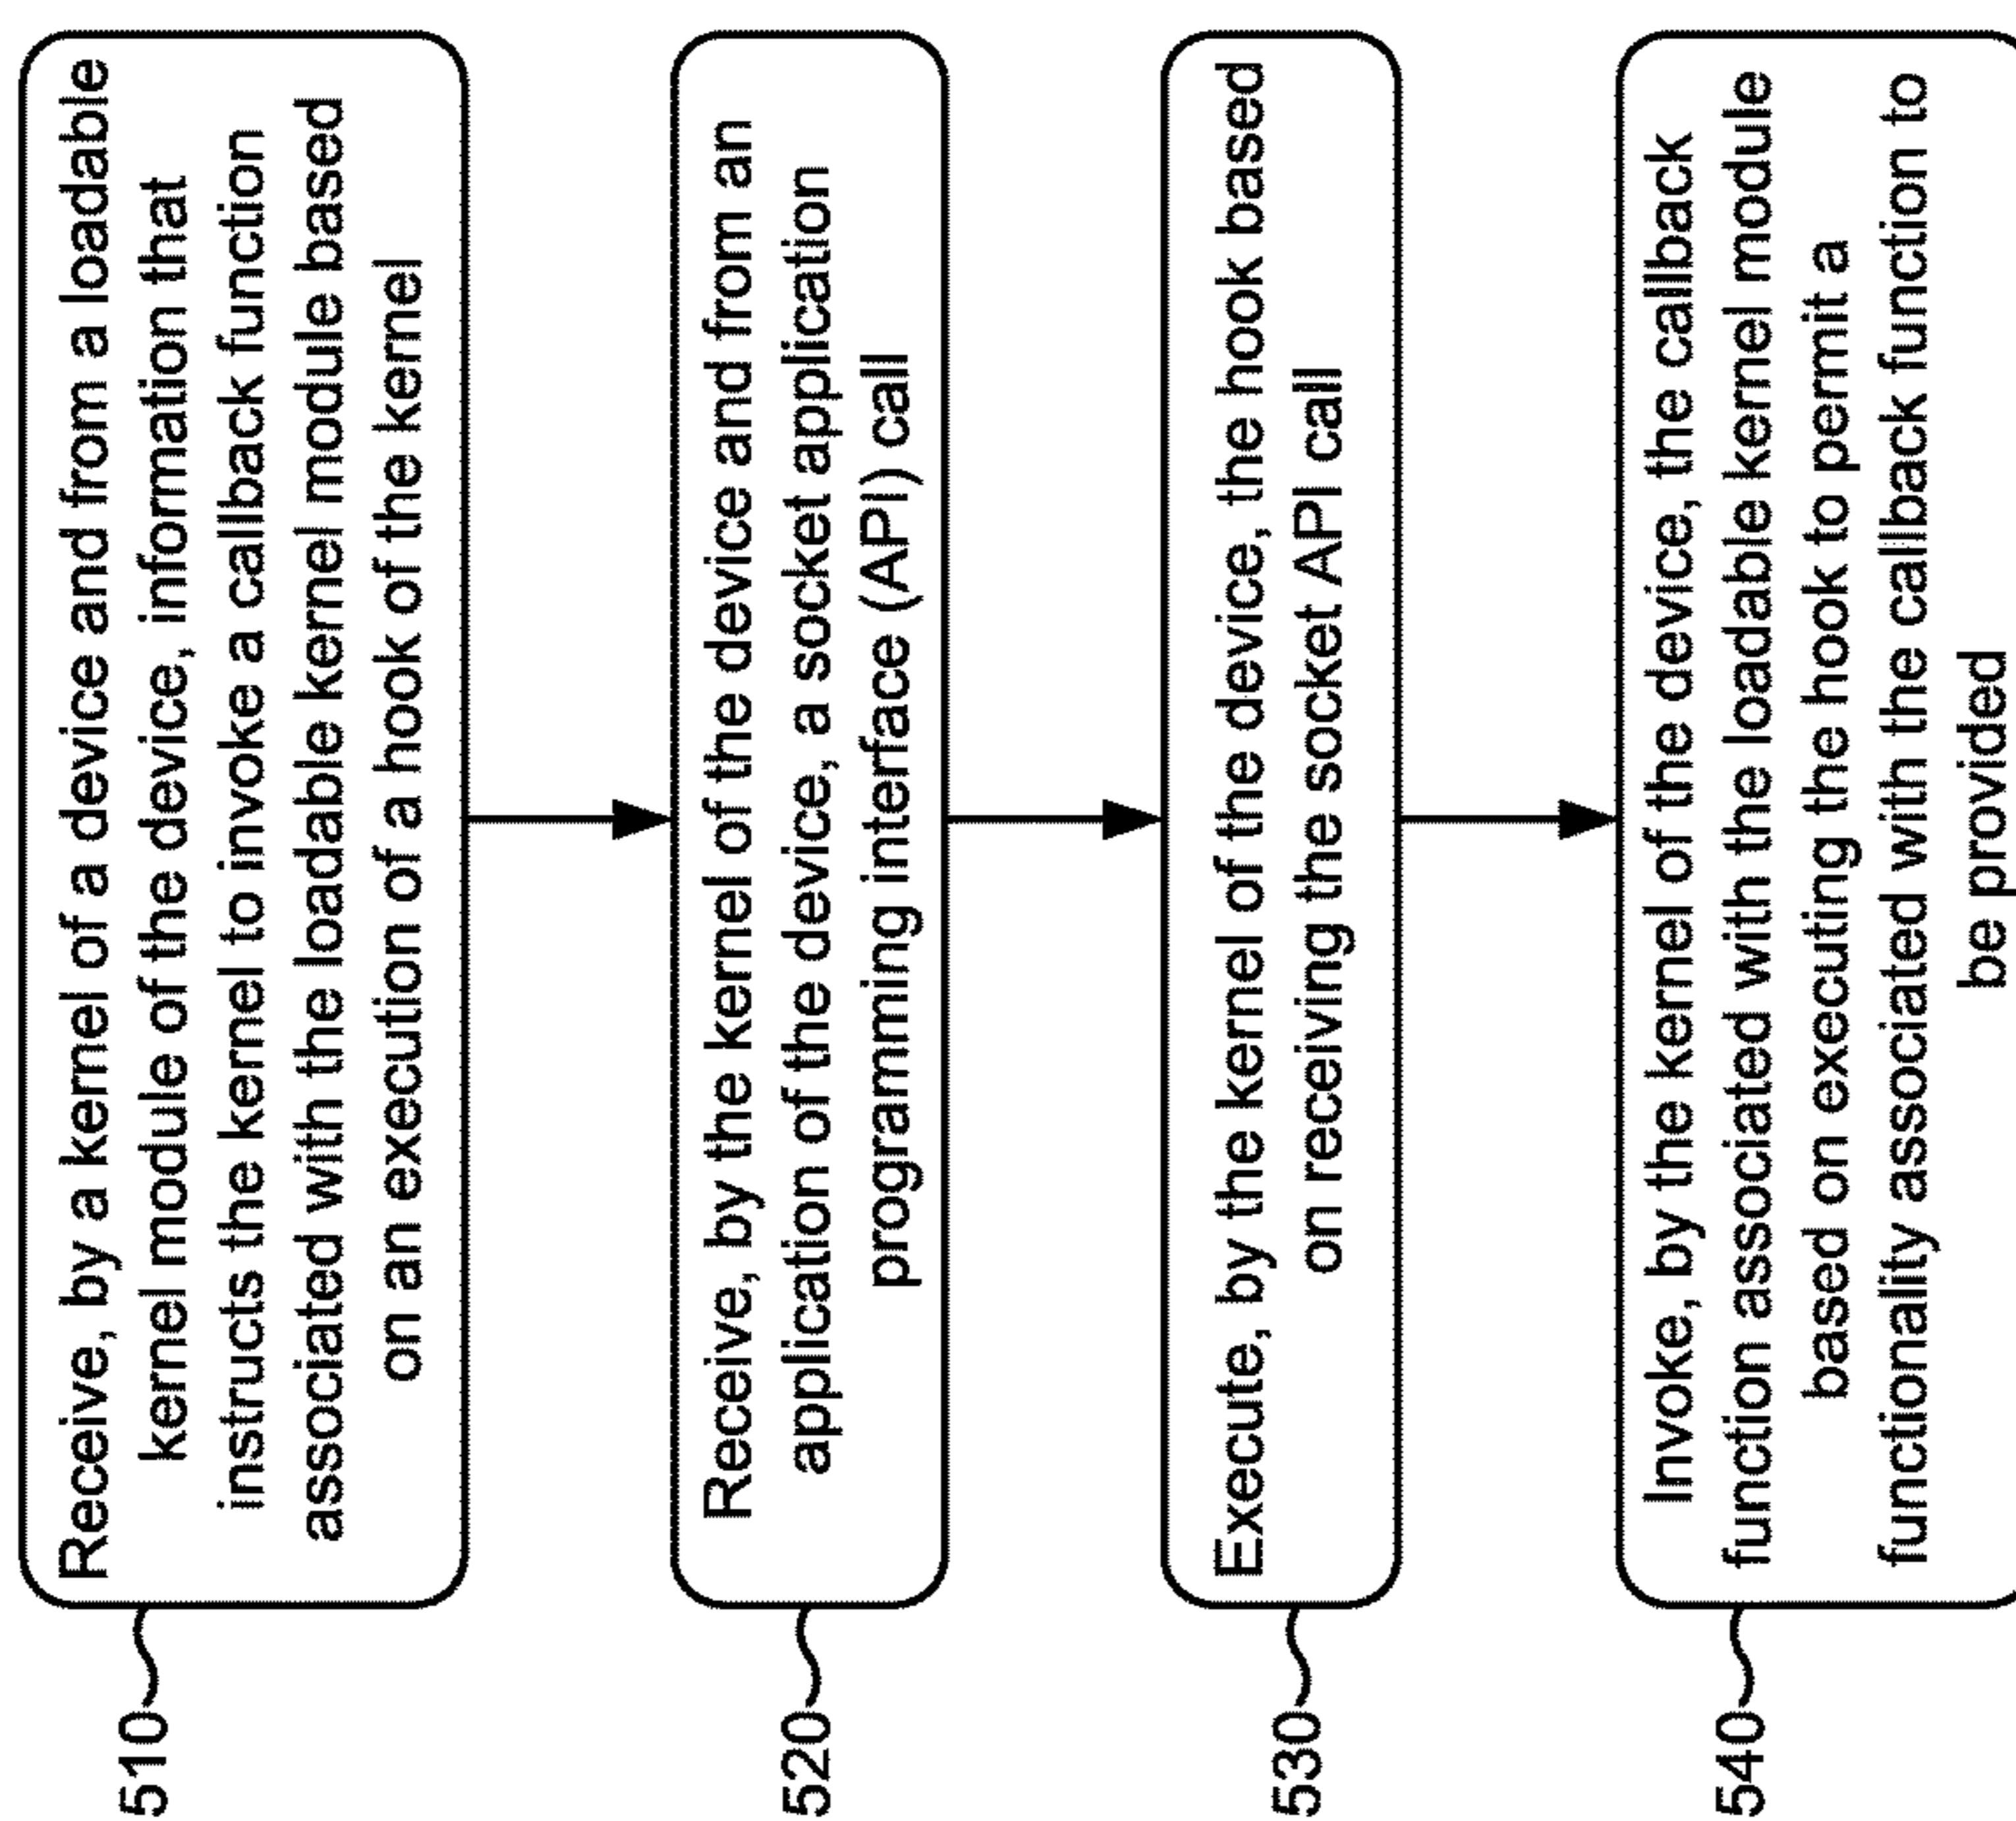 510
Receive, by a kernel of a device and from a loadable
kernel module of the device, information that
instructs the kernel to invoke a callback function
associated with the loadable kernel module based
on an execution of a hook of the kernel
520
Receive, by the kernel of the device and from an
application of the device, a socket application
programming interface (API) call
530
Execute, by the kernel of the device, the hook based
on receiving the socket API call
540
Invoke, by the kernel of the device, the callback
function associated with the loadable kernel module
based on executing the hook to permit a
functionality associated with the callback function to
be provided